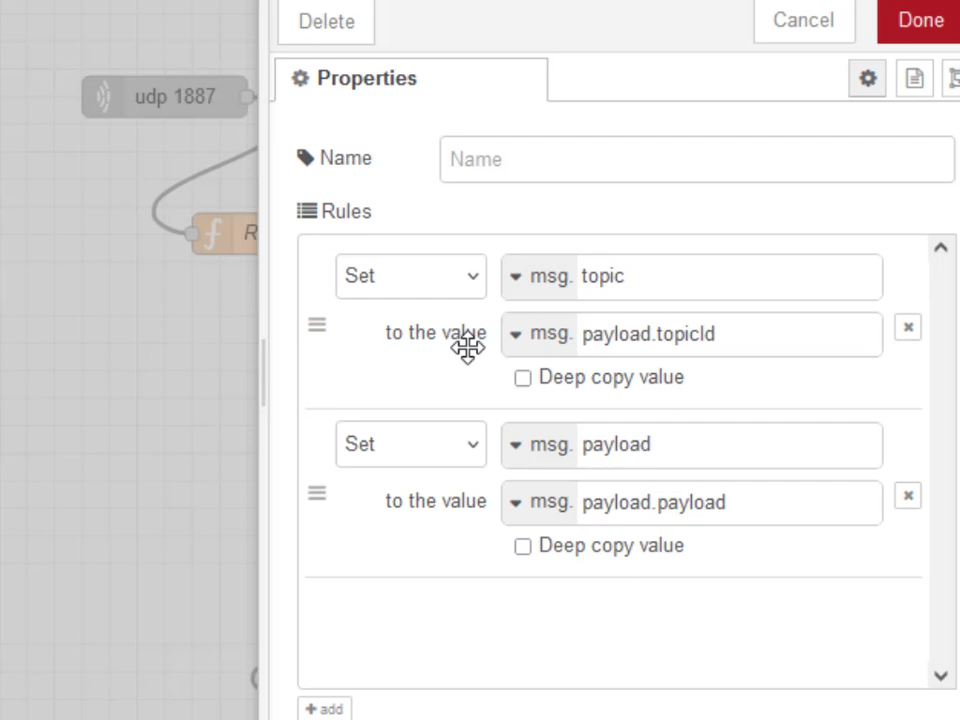 Delete
Cancel
Done
Properties
udp 1887
Name
Name
Rules
R
Set
msg. topic
to the value
msg. payload.topicId
Deep copy value
Set
msg. payload
to the value
msg. payload.payload
Deep copy value
+ add